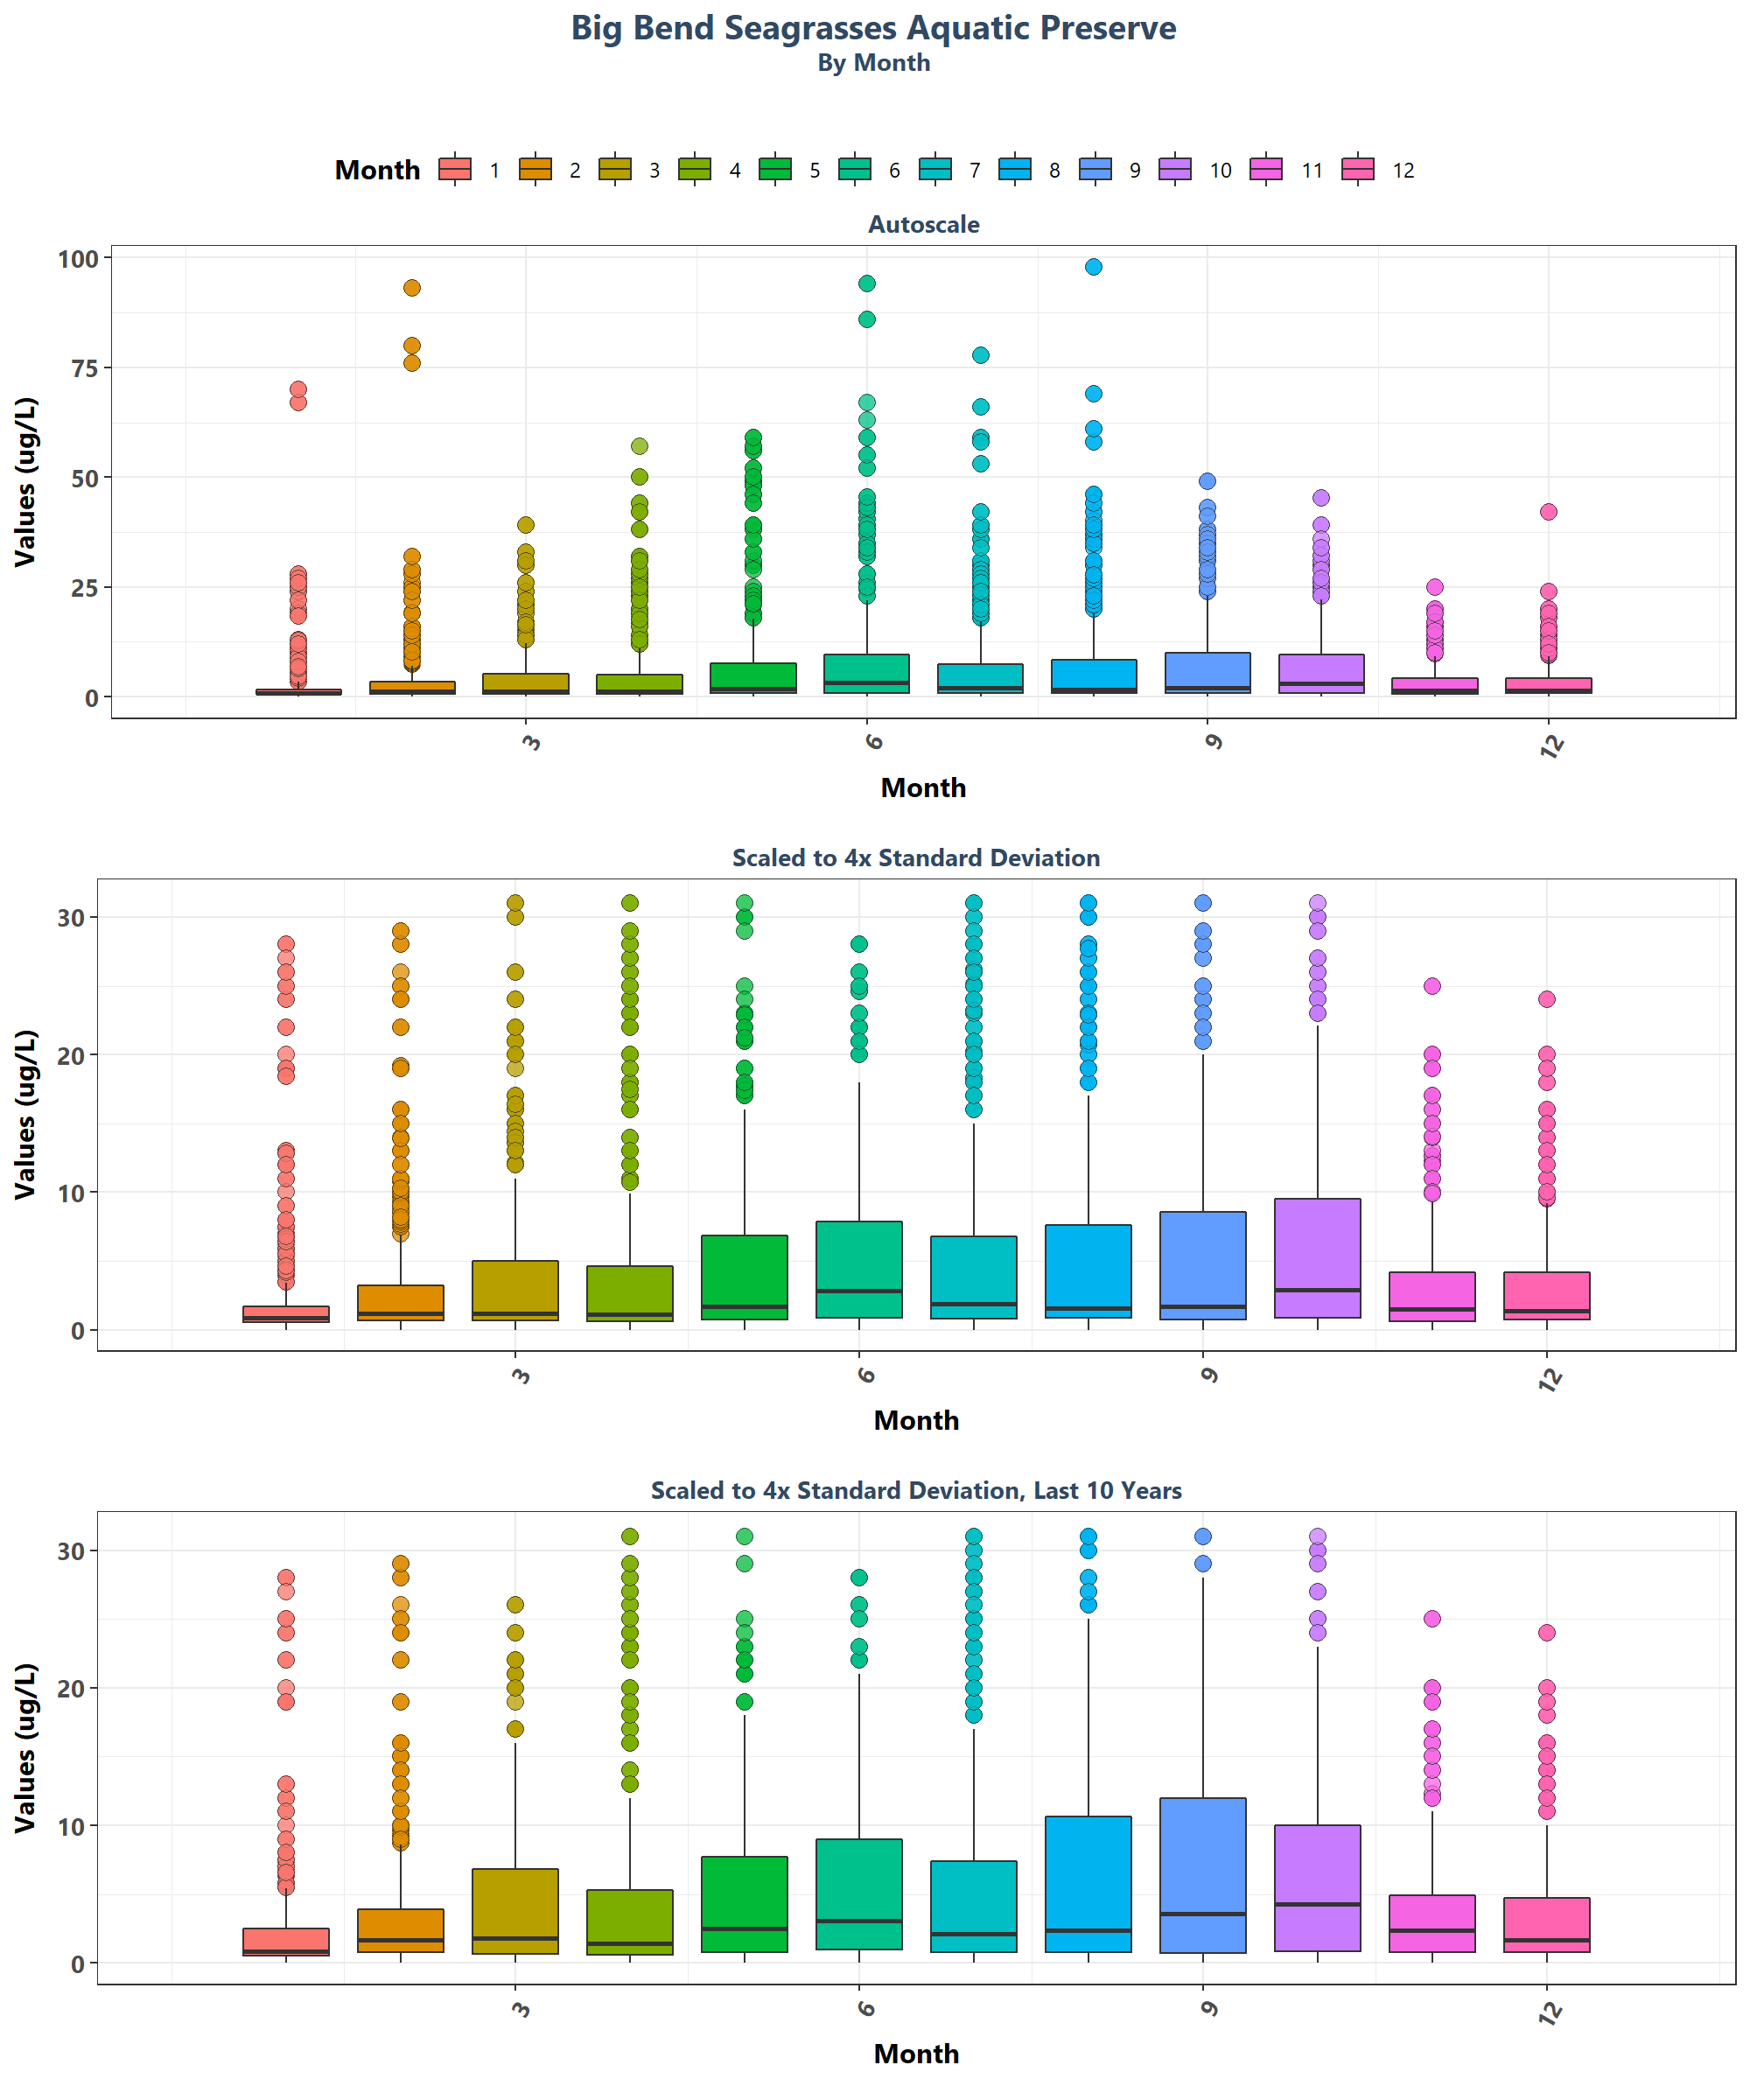 Big Bend Seagrasses Aquatic Preserve
By Month
Month 1 2 3 4 5 6 7 8 9 10 11 12
Autoscale
Values (ug/L)
100
75
50
25
0
3 6 9 12
Month
Scaled to 4x Standard Deviation
Values (ug/L)
30
20
10
0
3 6 9 12
Month
Scaled to 4x Standard Deviation, Last 10 Years
Values (ug/L)
30
20
10
0
3 6 9 12
Month